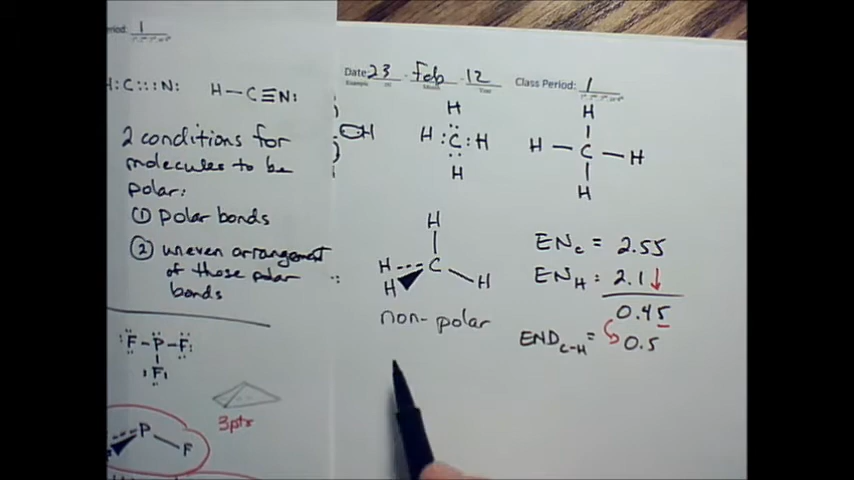 Period: 1
H:C:::N: H—C≡N:
2 conditions for
molecules to be
polar:
① polar bonds
② uneven arrangement
of those polar
bonds
:F—P—F:
:F:
3pts
P
F
Date: 23 - Feb - 12 Class Period: 1
H
H
H:C:H
H
H
H—C—H
H
H
H
C
H
H
H
non-polar
EN_C = 2.55
EN_H = 2.1↓
0.45
END_C-H = 0.5